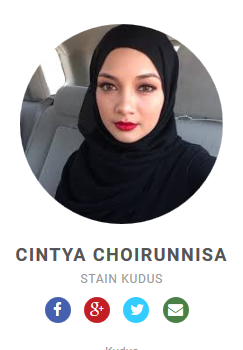 CINTYA CHOIRUNNISA
STAIN KUDUS
f
g+